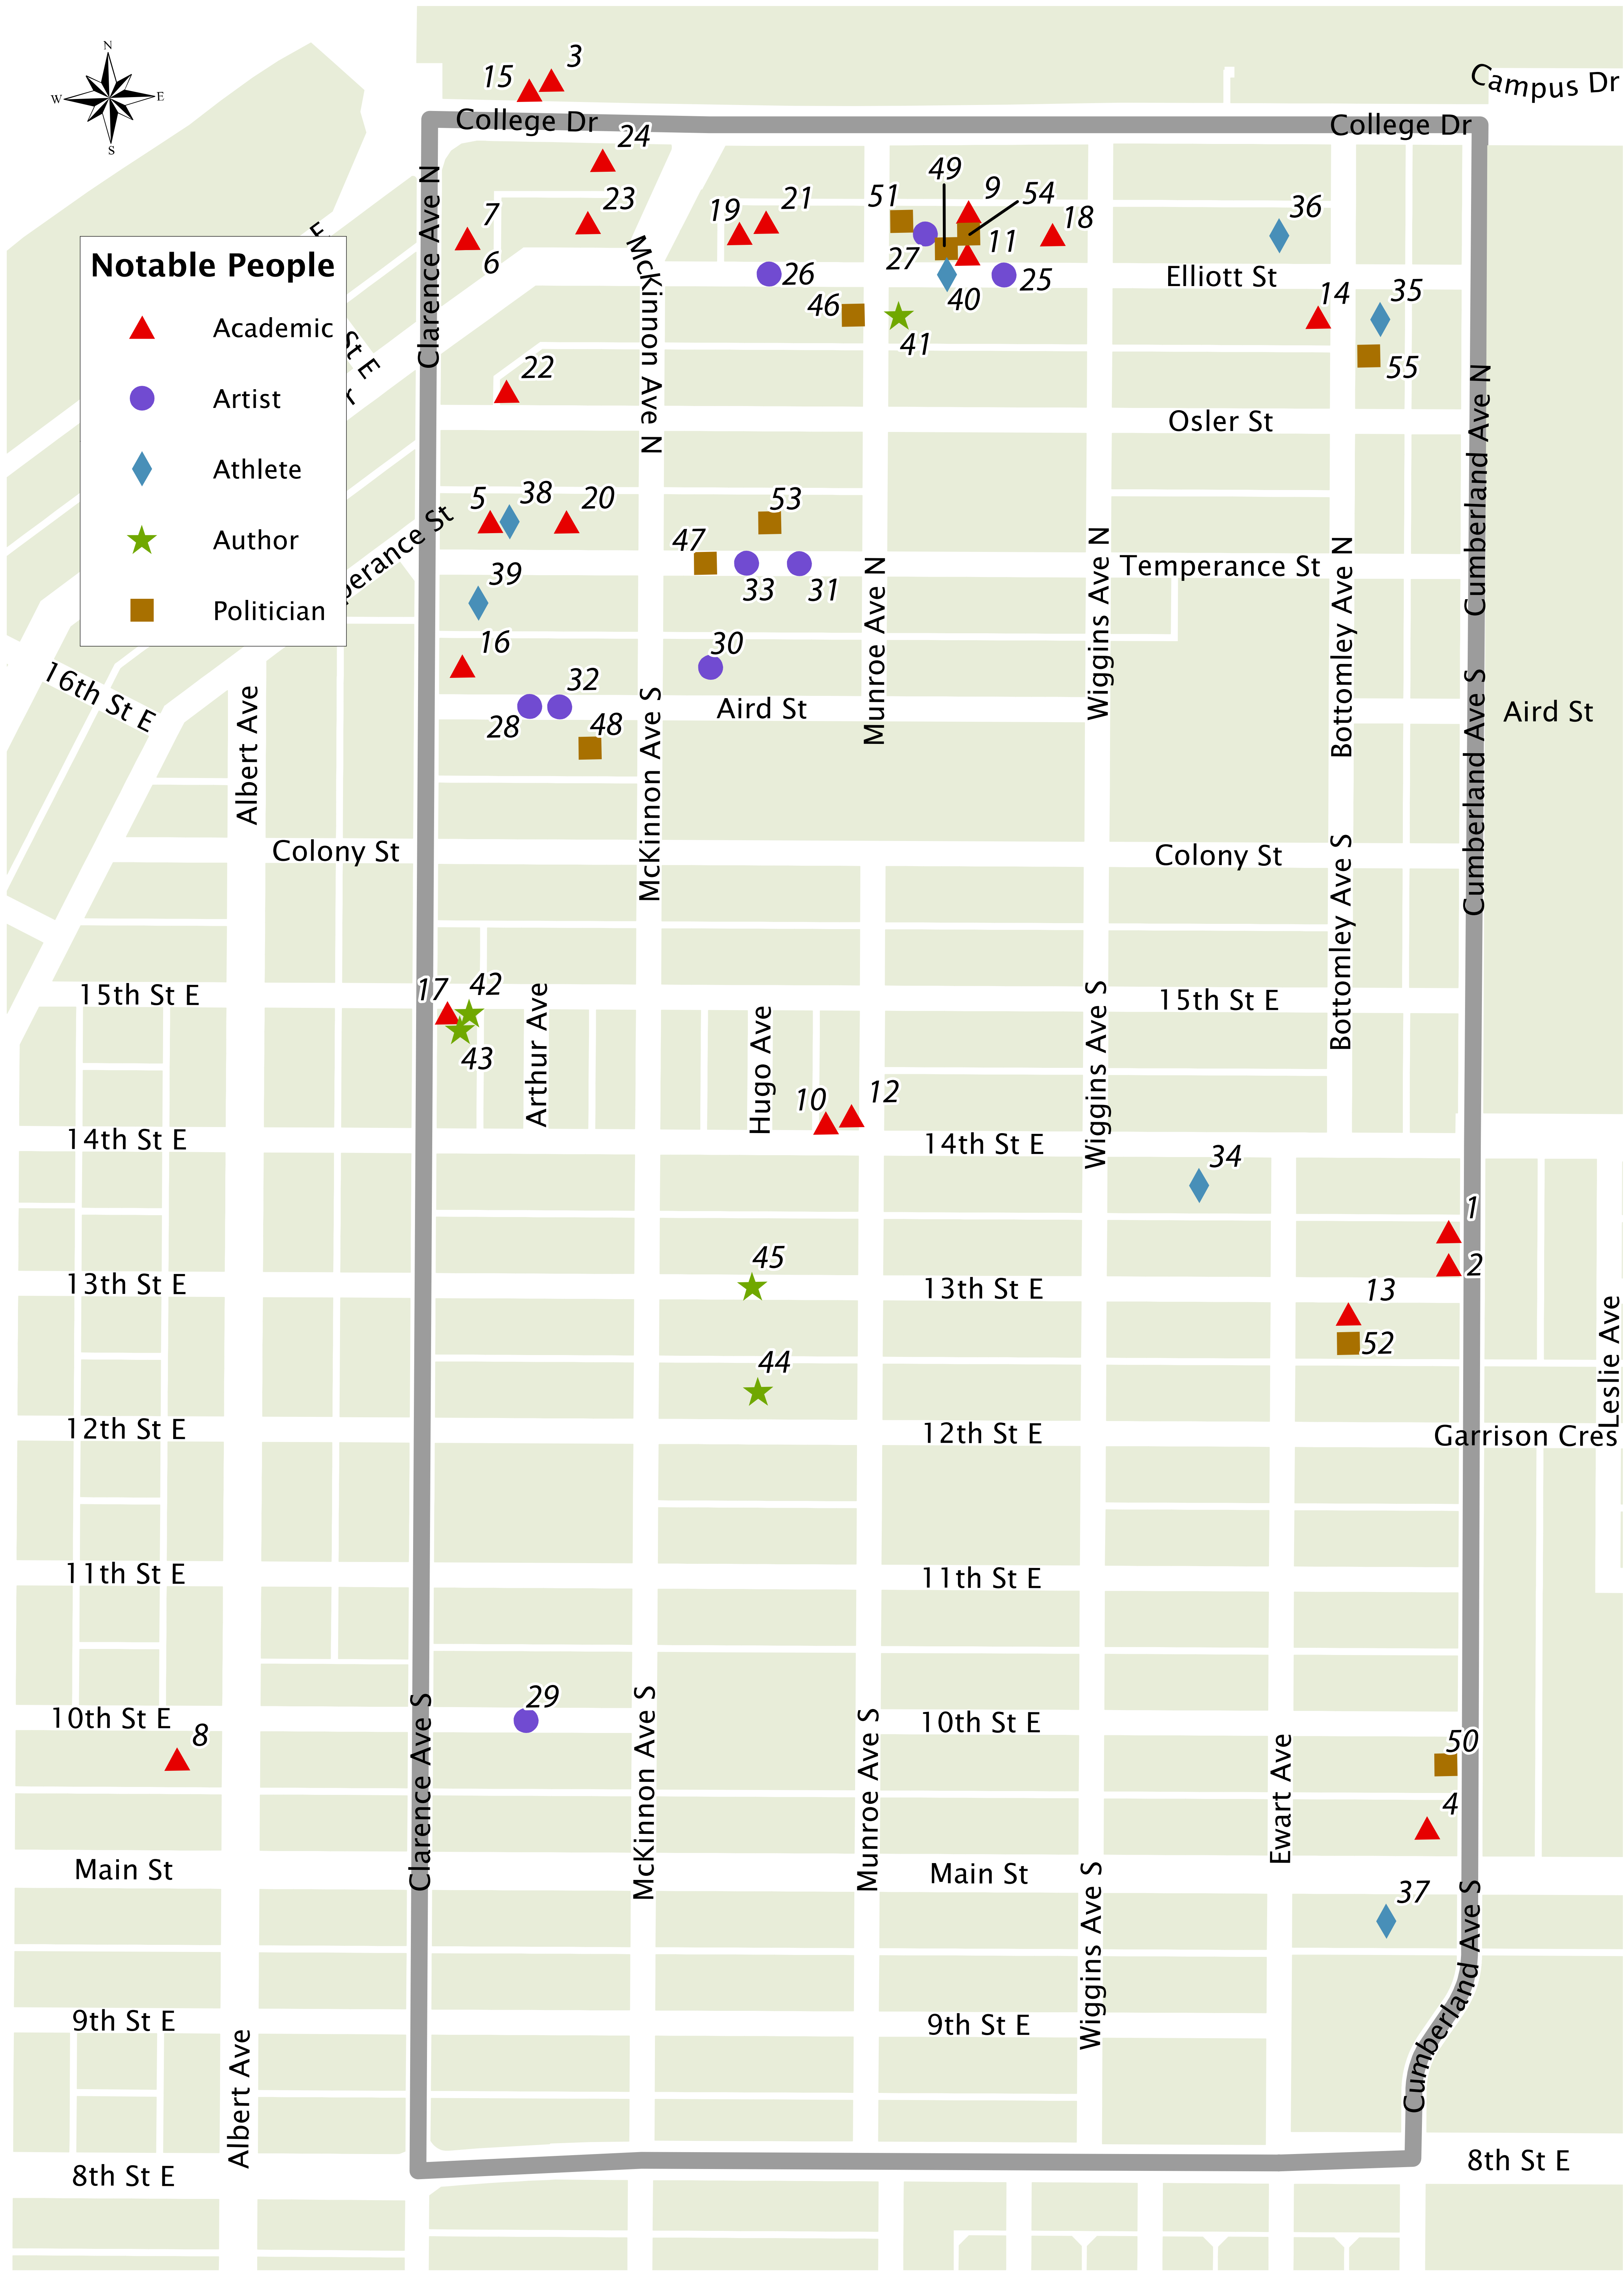 N
W
E
S
3
15
Campus Dr
College Dr
College Dr
24
49
9
54
51
7
23
19
21
18
36
6
27
11
E
Notable People
Academic
Artist
Athlete
Author
Politician
Clarence Ave N
McKinnon Ave N
26
40
25
Elliott St
46
41
14
35
55
St E
r
22
Osler St
Cumberland Ave N
5
38
20
53
perance St
47
33
31
Temperance St
Wiggins Ave N
Munroe Ave N
Bottomley Ave N
39
16
30
16th St E
Albert Ave
28
32
48
McKinnon Ave S
Aird St
Aird St
Cumberland Ave S
Colony St
Colony St
Bottomley Ave S
15th St E
17
42
43
Arthur Ave
Hugo Ave
Wiggins Ave S
15th St E
10
12
14th St E
14th St E
34
1
2
13th St E
45
13th St E
13
52
Leslie Ave
44
12th St E
12th St E
Garrison Cres
11th St E
11th St E
10th St E
8
Clarence Ave S
29
McKinnon Ave S
Munroe Ave S
10th St E
Ewart Ave
50
4
Main St
Main St
Wiggins Ave S
37
Cumberland Ave S
9th St E
9th St E
Albert Ave
8th St E
8th St E